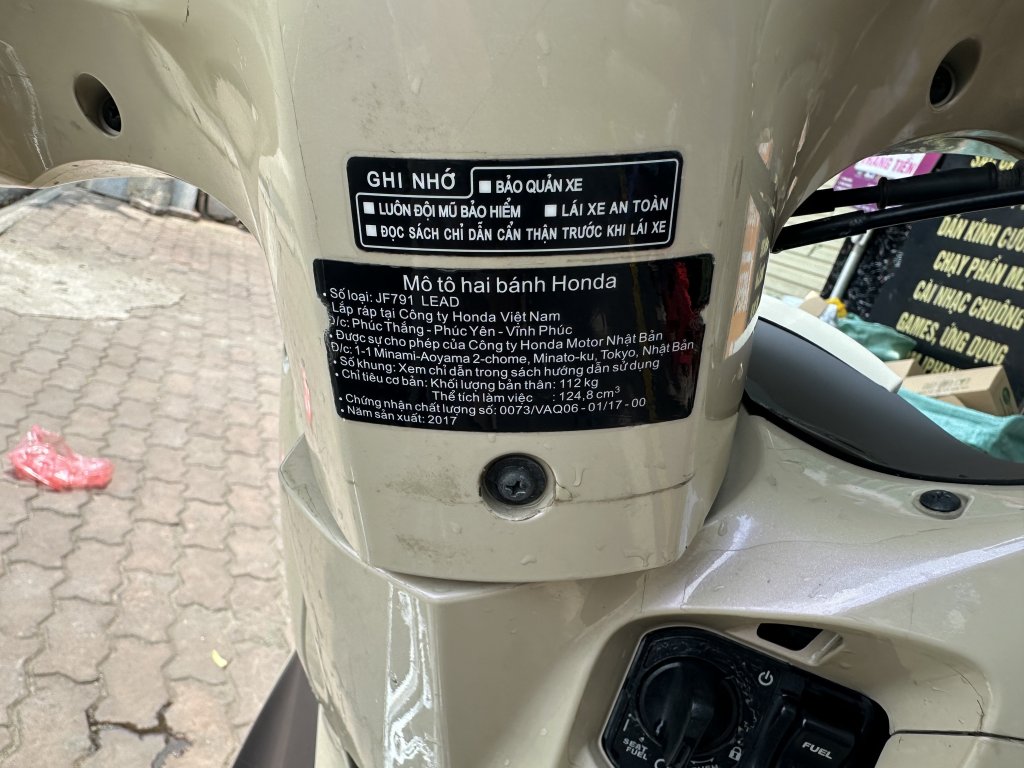 GHI NHỚ
BẢO QUẢN XE
LUÔN ĐỘI MŨ BẢO HIỂM LÁI XE AN TOÀN
ĐỌC SÁCH CHỈ DẪN CẨN THẬN TRƯỚC KHI LÁI XE
Mô tô hai bánh Honda
• Số loại: JF791 LEAD
Lắp ráp tại Công ty Honda Việt Nam
Đ/c: Phúc Thắng - Phúc Yên - Vĩnh Phúc
• Được sự cho phép của Công ty Honda Motor Nhật Bản
Đ/c: 1-1 Minami-Aoyama 2-chome, Minato-ku, Tokyo, Nhật Bản
• Số khung: Xem chỉ dẫn trong sách hướng dẫn sử dụng
• Chỉ tiêu cơ bản: Khối lượng bản thân: 112 kg
Thể tích làm việc : 124,8 cm³
• Chứng nhận chất lượng số: 0073/VAQ06 - 01/17 - 00
• Năm sản xuất: 2017
DÁN KÍNH CƯỜ
CHẠY PHẦN MỀ
CÀI NHẠC CHUÔNG
GAMES, ỨNG DỤNG
SEAT
FUEL
FUEL